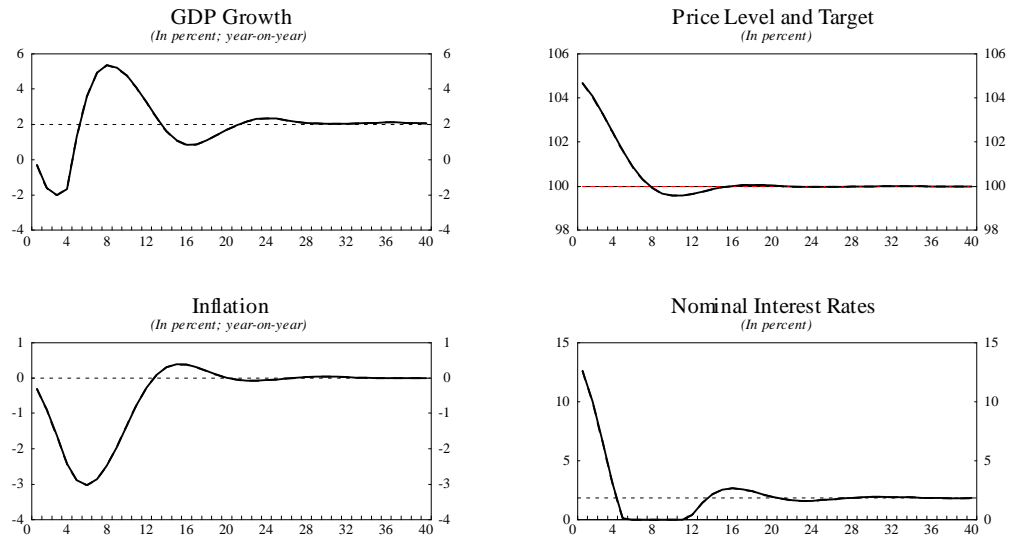 GDP Growth
(In percent; year-on-year)
6 6
4 4
2 2
0 0
-2 -2
-4 -4
0 4 8 12 16 20 24 28 32 36 40
Price Level and Target
(In percent)
106 106
104 104
102 102
100 100
98 98
0 4 8 12 16 20 24 28 32 36 40
Inflation
(In percent; year-on-year)
1 1
0 0
-1 -1
-2 -2
-3 -3
-4 -4
0 4 8 12 16 20 24 28 32 36 40
Nominal Interest Rates
(In percent)
15 15
10 10
5 5
0 0
0 4 8 12 16 20 24 28 32 36 40